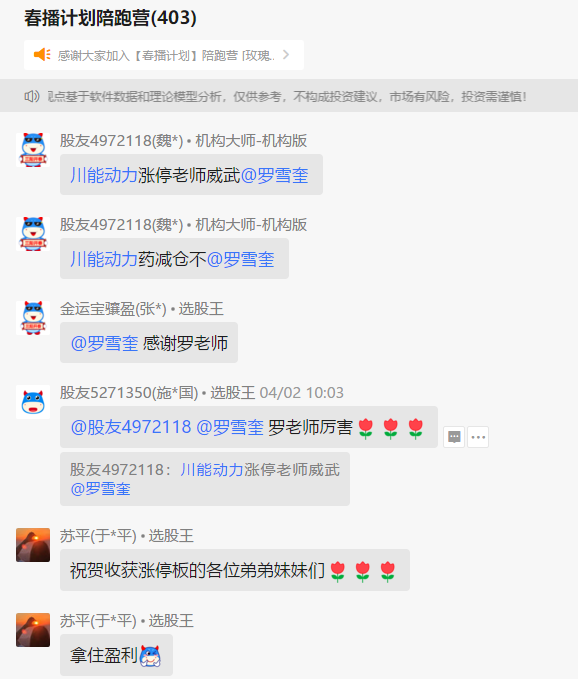 春播计划陪跑营(403)
感谢大家加入【春播计划】陪跑营 [玫瑰..
观点基于软件数据和理论模型分析，仅供参考，不构成投资建议，市场有风险，投资需谨慎！
股友4972118(魏*) • 机构大师-机构版
川能动力涨停老师威武@罗雪奎
股友4972118(魏*) • 机构大师-机构版
川能动力药减仓不@罗雪奎
金运宝骥盈(张*) • 选股王
@罗雪奎 感谢罗老师
股友5271350(施*国) • 选股王 04/02 10:03
@股友4972118 @罗雪奎 罗老师厉害🌹🌹🌹
股友4972118：川能动力涨停老师威武
@罗雪奎
苏平(于*平) • 选股王
祝贺收获涨停板的各位弟弟妹妹们🌹🌹🌹
苏平(于*平) • 选股王
拿住盈利